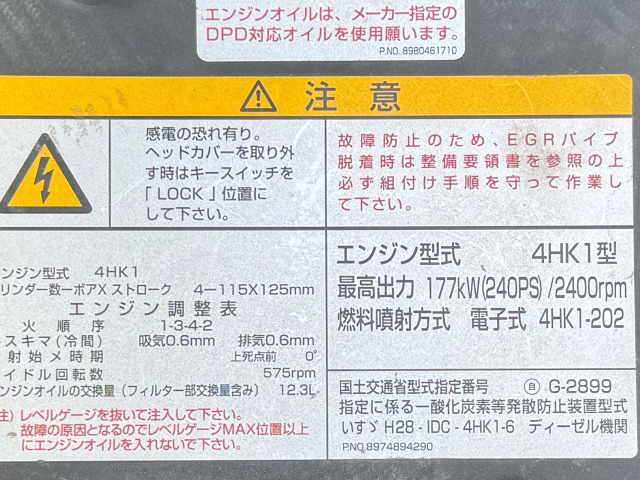 エンジンオイルは、メーカー指定の
DPD対応オイルを使用願います。
P.NO. 8980461710
注意
感電の恐れ有り。
ヘッドカバーを取り外
す時はキースイッチを
「LOCK」位置に
して下さい。
故障防止のため、EGRパイプ
脱着時は整備要領書を参照の上
必ず組付け手順を守って作業し
て下さい。
ンジン型式 4HK1
リンダー数ーボアX ストローク 4－115X125mm
エンジン調整表
火順序 1-3-4-2
スキマ(冷間) 吸気0.6mm 排気0.6mm
射始メ時期 上死点前 0°
イドル回転数 575rpm
ンジンオイルの交換量(フィルター部交換量含み) 12.3L
注) レベルゲージを抜いて注入して下さい。
故障の原因となるのでレベルゲージMAX位置以上
にエンジンオイルを入れないで下さい。
エンジン型式 4HK1型
最高出力 177kW(240PS)/2400rpm
燃料噴射方式 電子式 4HK1-202
国土交通省型式指定番号 自 G-2899
指定に係る一酸化炭素等発散防止装置型式
いすゞ H28 - IDC - 4HK1-6 ディーゼル機関
P.NO. 8974894290